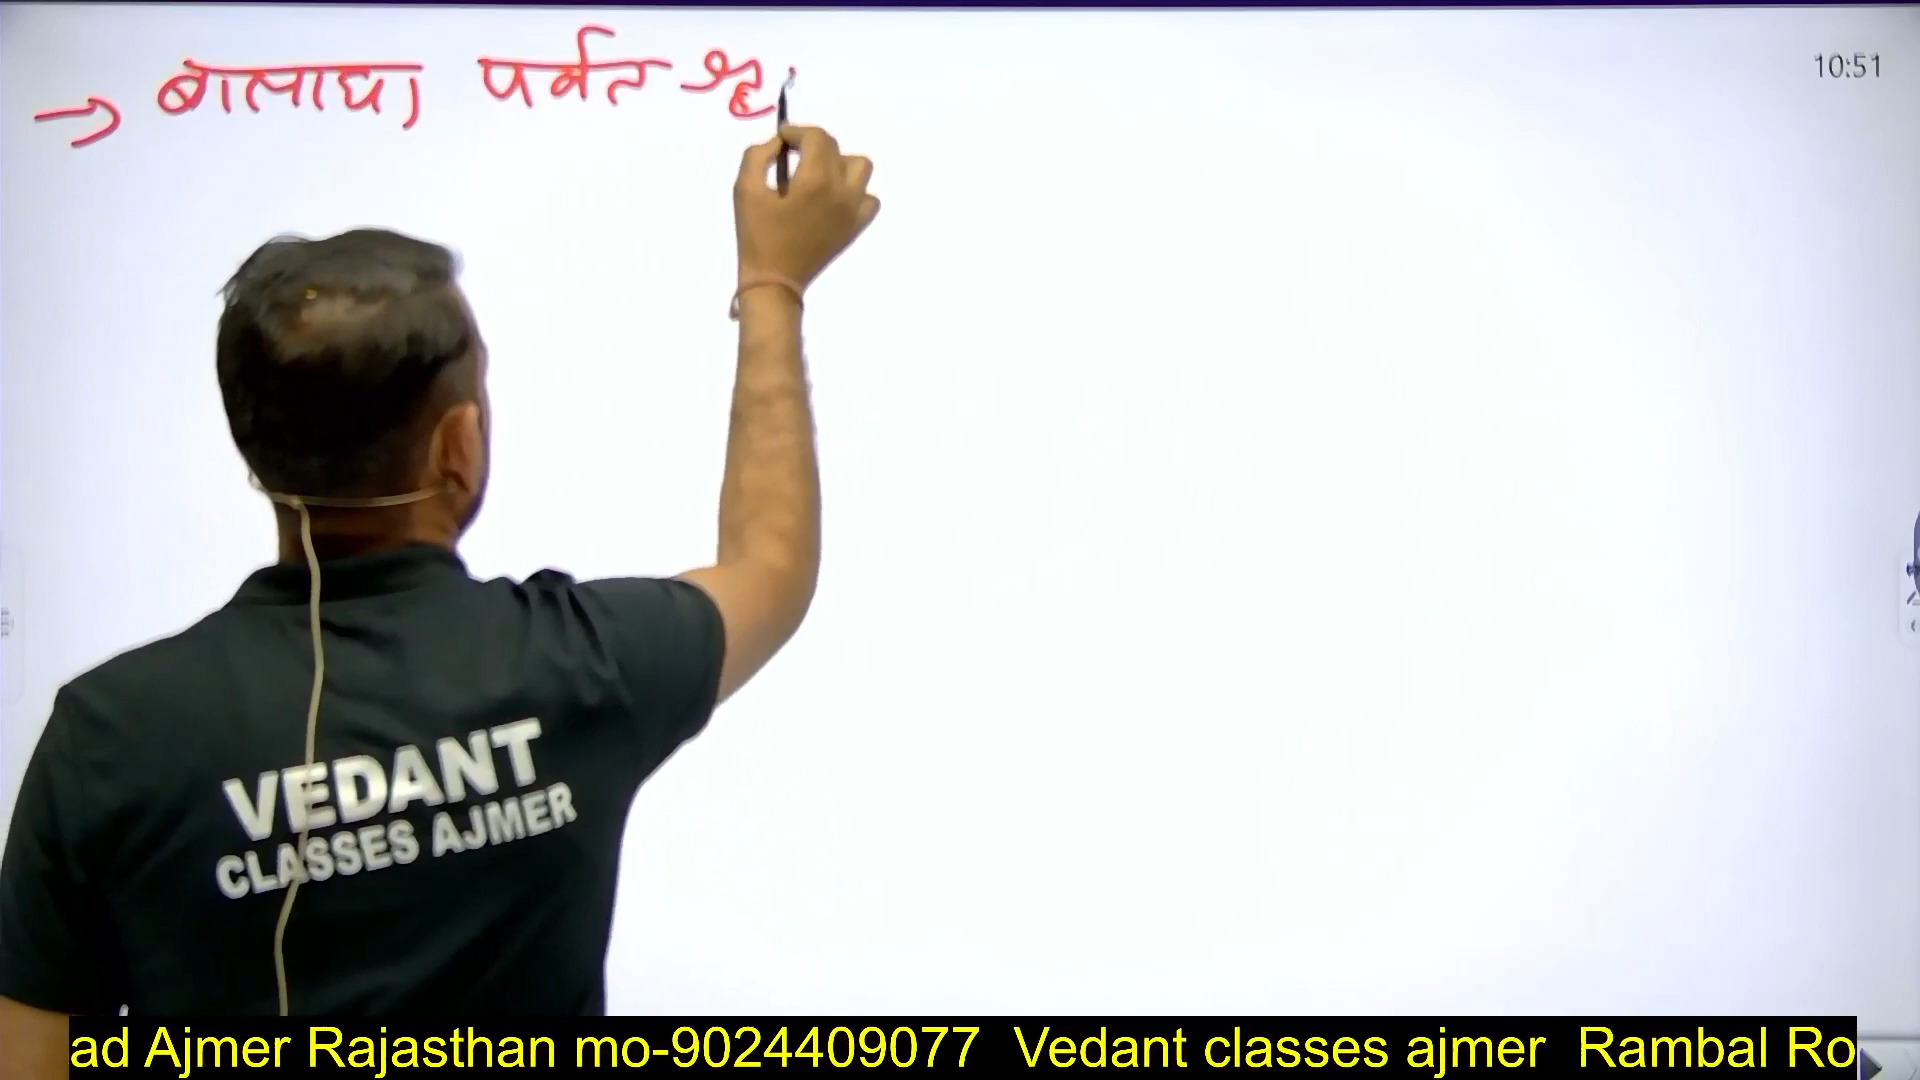 → बालाघा पर्वत श्रृ
10:51
VEDANT
CLASSES AJMER
ad Ajmer Rajasthan mo-9024409077 Vedant classes ajmer Rambal Ro